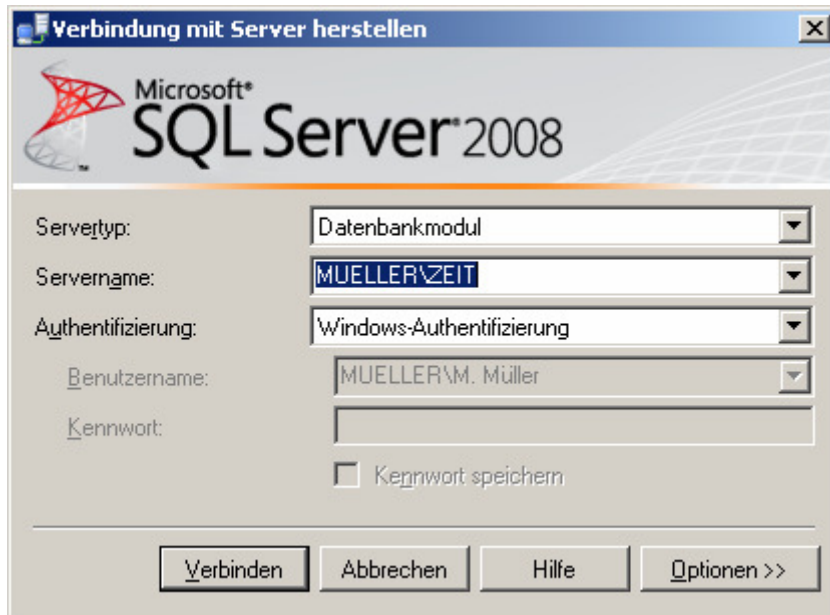 Verbindung mit Server herstellen
Microsoft®
SQL Server® 2008
Servertyp: Datenbankmodul
Servername: MUELLER\ZEIT
Authentifizierung: Windows-Authentifizierung
Benutzername: MUELLER\M. Müller
Kennwort:
Kennwort speichern
Verbinden Abbrechen Hilfe Optionen >>